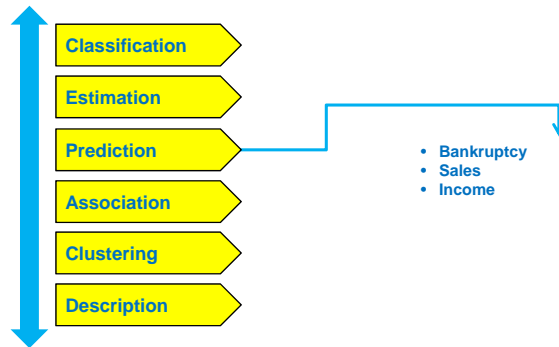 Classification
Estimation
Prediction
• Bankruptcy
• Sales
• Income
Association
Clustering
Description